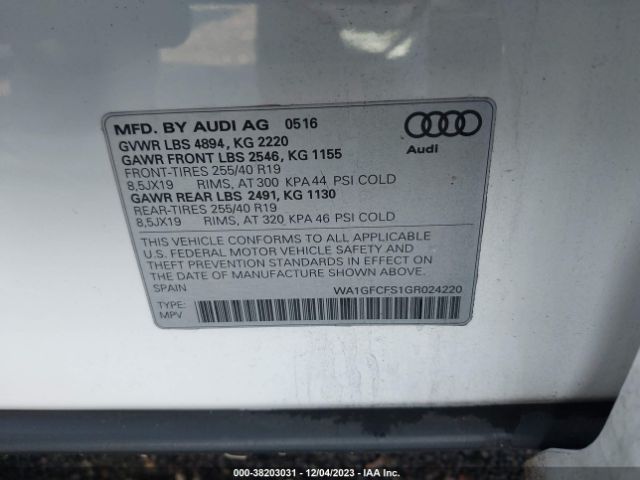 MFD. BY AUDI AG 0516
GVWR LBS 4894, KG 2220
GAWR FRONT LBS 2546, KG 1155
FRONT-TIRES 255/40 R19
8,5JX19 RIMS, AT 300 KPA 44 PSI COLD
GAWR REAR LBS 2491, KG 1130
REAR-TIRES 255/40 R19
8,5JX19 RIMS, AT 320 KPA 46 PSI COLD
Audi
THIS VEHICLE CONFORMS TO ALL APPLICABLE
U.S. FEDERAL MOTOR VEHICLE SAFETY AND
THEFT PREVENTION STANDARDS IN EFFECT ON THE
DATE OF MANUFACTURE SHOWN ABOVE.
SPAIN WA1GFCFS1GR024220
TYPE:
MPV
000-38203031 - 12/04/2023 - IAA Inc.